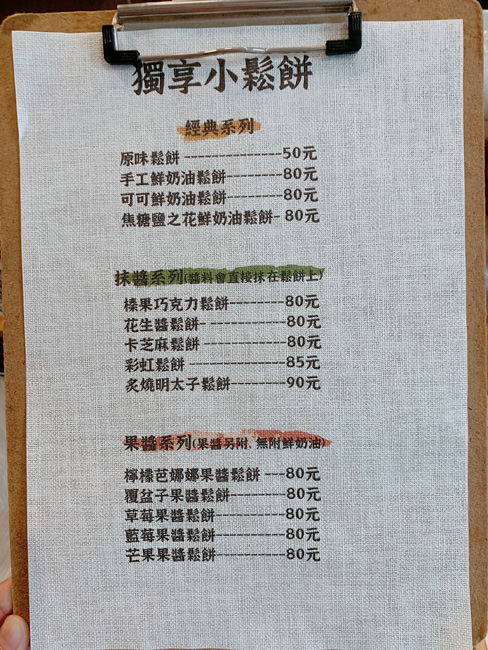 獨享小鬆餅
經典系列
原味鬆餅---------------50元
手工鮮奶油鬆餅---------80元
可可鮮奶油鬆餅---------80元
焦糖鹽之花鮮奶油鬆餅- 80元
抹醬系列(醬料會直接抹在鬆餅上)
榛果巧克力鬆餅---------80元
花生醬鬆餅- ------------80元
卡芝麻鬆餅 -------------80元
彩虹鬆餅 ---------------85元
炙燒明太子鬆餅---------90元
果醬系列(果醬另附、無附鮮奶油)
檸檬芭娜娜果醬鬆餅 ---80元
覆盆子果醬鬆餅---------80元
草莓果醬鬆餅-----------80元
藍莓果醬鬆餅-----------80元
芒果果醬鬆餅-----------80元